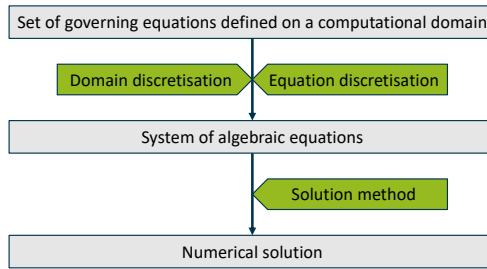 Set of governing equations defined on a computational domain
Domain discretisation
Equation discretisation
System of algebraic equations
Solution method
Numerical solution